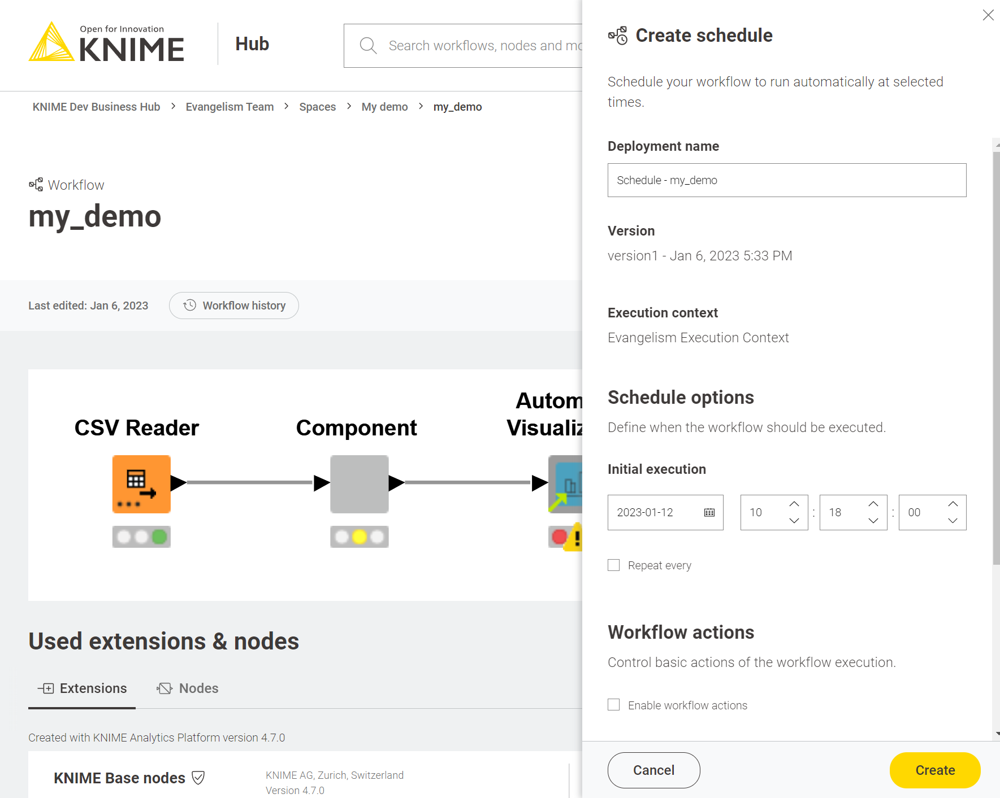 Open for Innovation
KNIME
Hub
Search workflows, nodes and mo
KNIME Dev Business Hub > Evangelism Team > Spaces > My demo > my_demo
Workflow
my_demo
Last edited: Jan 6, 2023
Workflow history
Autom
CSV Reader
Component
Visualiz
Used extensions & nodes
Extensions
Nodes
Created with KNIME Analytics Platform version 4.7.0
KNIME Base nodes
KNIME AG, Zurich, Switzerland
Version 4.7.0
Create schedule
Schedule your workflow to run automatically at selected
times.
Deployment name
Schedule - my_demo
Version
version1 - Jan 6, 2023 5:33 PM
Execution context
Evangelism Execution Context
Schedule options
Define when the workflow should be executed.
Initial execution
2023-01-12
10 : 18 : 00
Repeat every
Workflow actions
Control basic actions of the workflow execution.
Enable workflow actions
Cancel
Create